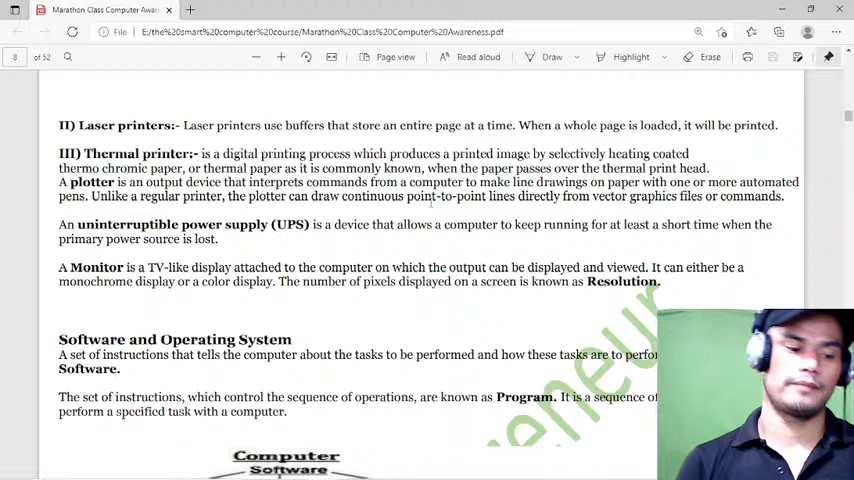 Marathon Class Computer Awar
File
E:/the%20smart%20computer%20course/Marathon%20Class%20Computer%20Awareness.pdf
8 of 52
Page view
Read aloud
Draw
Highlight
Erase
II) Laser printers:- Laser printers use buffers that store an entire page at a time. When a whole page is loaded, it will be printed.
III) Thermal printer:- is a digital printing process which produces a printed image by selectively heating coated
thermo chromic paper, or thermal paper as it is commonly known, when the paper passes over the thermal print head.
A plotter is an output device that interprets commands from a computer to make line drawings on paper with one or more automated
pens. Unlike a regular printer, the plotter can draw continuous point-to-point lines directly from vector graphics files or commands.
An uninterruptible power supply (UPS) is a device that allows a computer to keep running for at least a short time when the
primary power source is lost.
A Monitor is a TV-like display attached to the computer on which the output can be displayed and viewed. It can either be a
monochrome display or a color display. The number of pixels displayed on a screen is known as Resolution.
Software and Operating System
A set of instructions that tells the computer about the tasks to be performed and how these tasks are to perfor
Software.
The set of instructions, which control the sequence of operations, are known as Program. It is a sequence of
perform a specified task with a computer.
Computer
Software
reneur